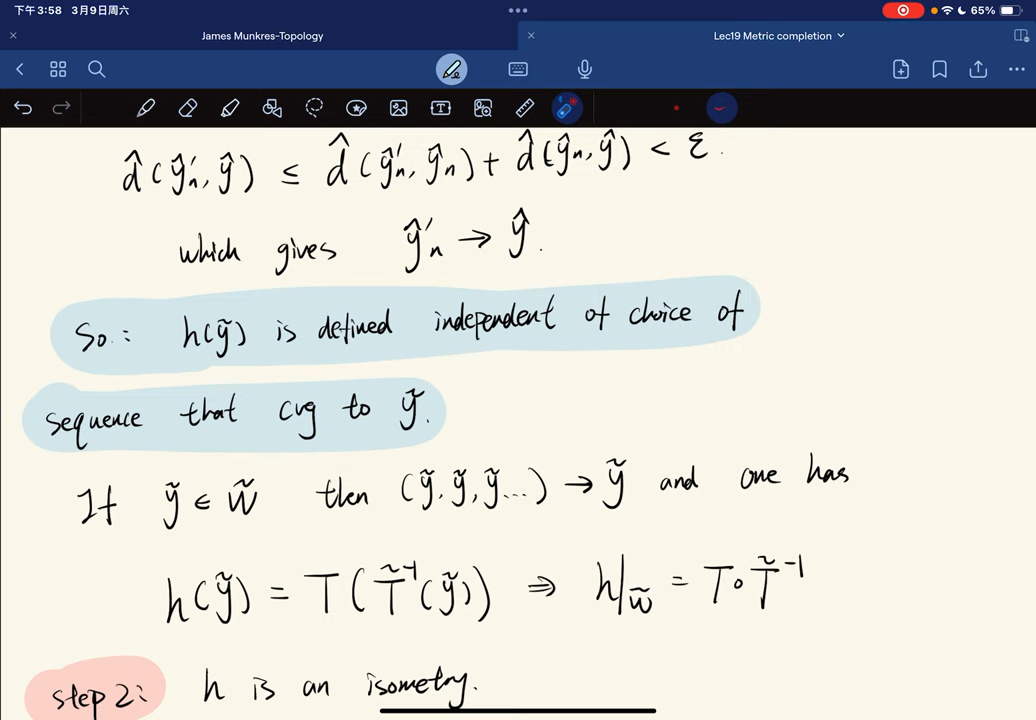 下午3:58 3月9日周六
65%
James Munkres-Topology
Lec19 Metric completion
d̂(ŷ'ₙ, ŷ) ≤ d̂(ŷ'ₙ, ŷₙ) + d̂(ŷₙ, ŷ) < ε.
which gives ŷ'ₙ → ŷ.
So: h(ỹ) is defined independent of choice of
sequence that cvg to ỹ.
If ỹ ∈ W̃ then (ỹ, ỹ, ỹ...) → ỹ and one has
h(ỹ) = T(T̃⁻¹(ỹ)) ⇒ h|_W̃ = T∘T̃⁻¹
step 2: h is an isometry.